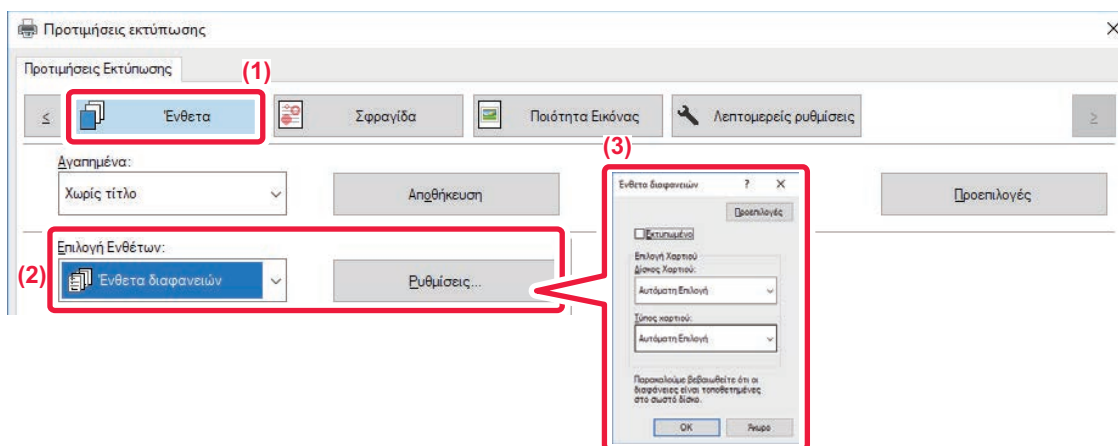 Προτιμήσεις εκτύπωσης
Προτιμήσεις Εκτύπωσης
(1)
≤ Ένθετα Σφραγίδα Ποιότητα Εικόνας Λεπτομερείς ρυθμίσεις ≥
(3)
Αγαπημένα:
Χωρίς τίτλο Αποθήκευση Προεπιλογές
Επιλογή Ενθέτων:
(2) Ένθετα διαφανειών Ρυθμίσεις...
Ένθετα διαφανειών ? X
Προεπιλογές
Εκτυπωμένο
Επιλογή Χαρτιού
Δίσκος Χαρτιού:
Αυτόματη Επιλογή
Τύπος χαρτιού:
Αυτόματη Επιλογή
Παρακαλούμε βεβαιωθείτε ότι οι
διαφάνειες είναι τοποθετημένες
στο σωστό δίσκο.
OK Άκυρο